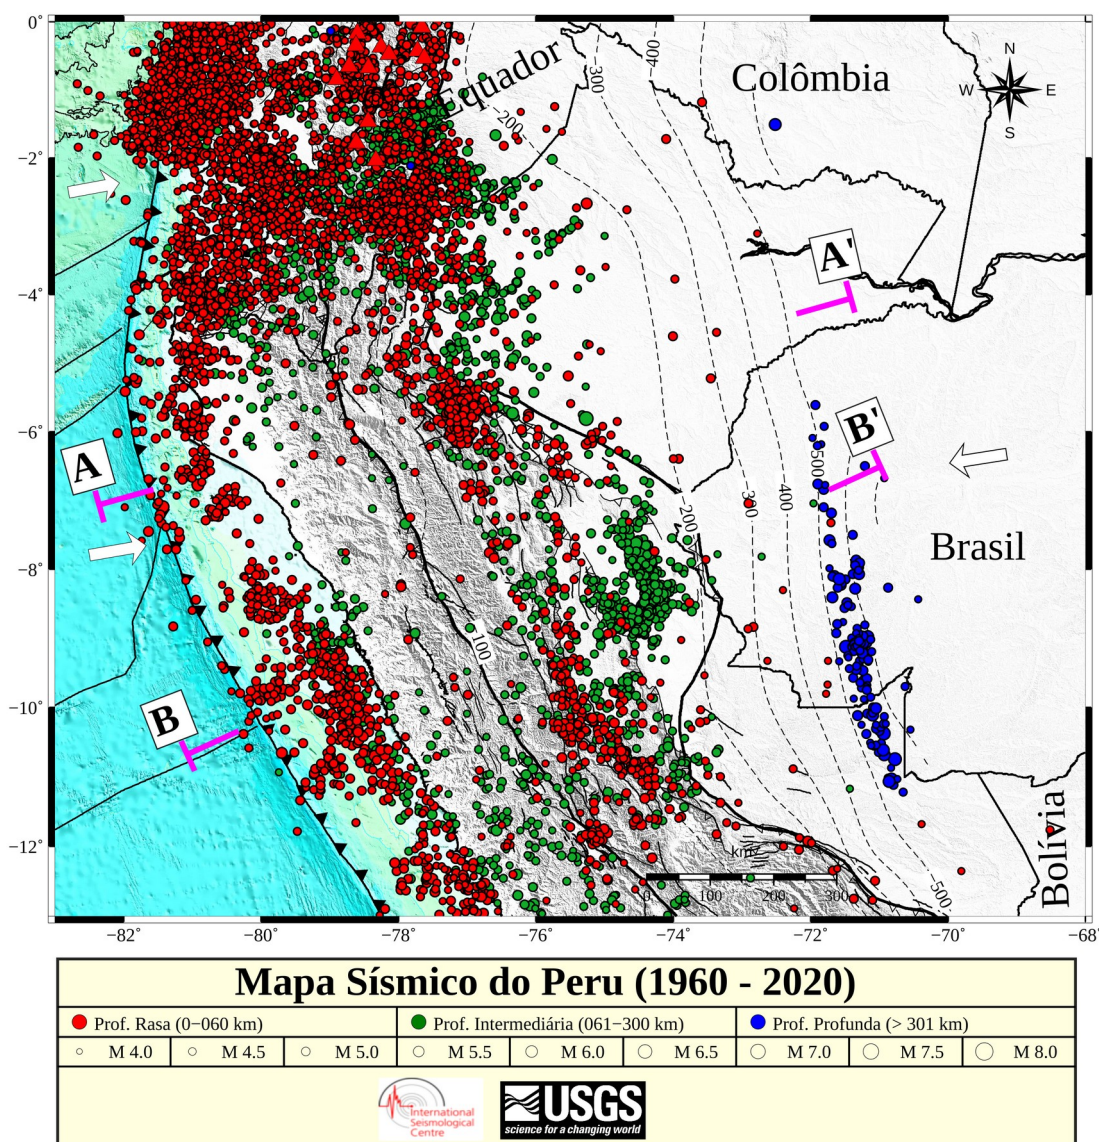 0°
−2°
−4°
−6°
−8°
−10°
−12°
−82
−80
−78
−76
−74
−72
−70
−68°
Equador
Colômbia
Brasil
Bolívia
N
W
E
S
A
A'
B
B'
200
300
400
500
200
300
400
100
500
km
0
100
200
300
Mapa Sísmico do Peru (1960 - 2020)
Prof. Rasa (0−060 km) Prof. Intermediária (061−300 km) Prof. Profunda (> 301 km)
M 4.0 M 4.5 M 5.0 M 5.5 M 6.0 M 6.5 M 7.0 M 7.5 M 8.0
International
Seismological
Centre
USGS
science for a changing world